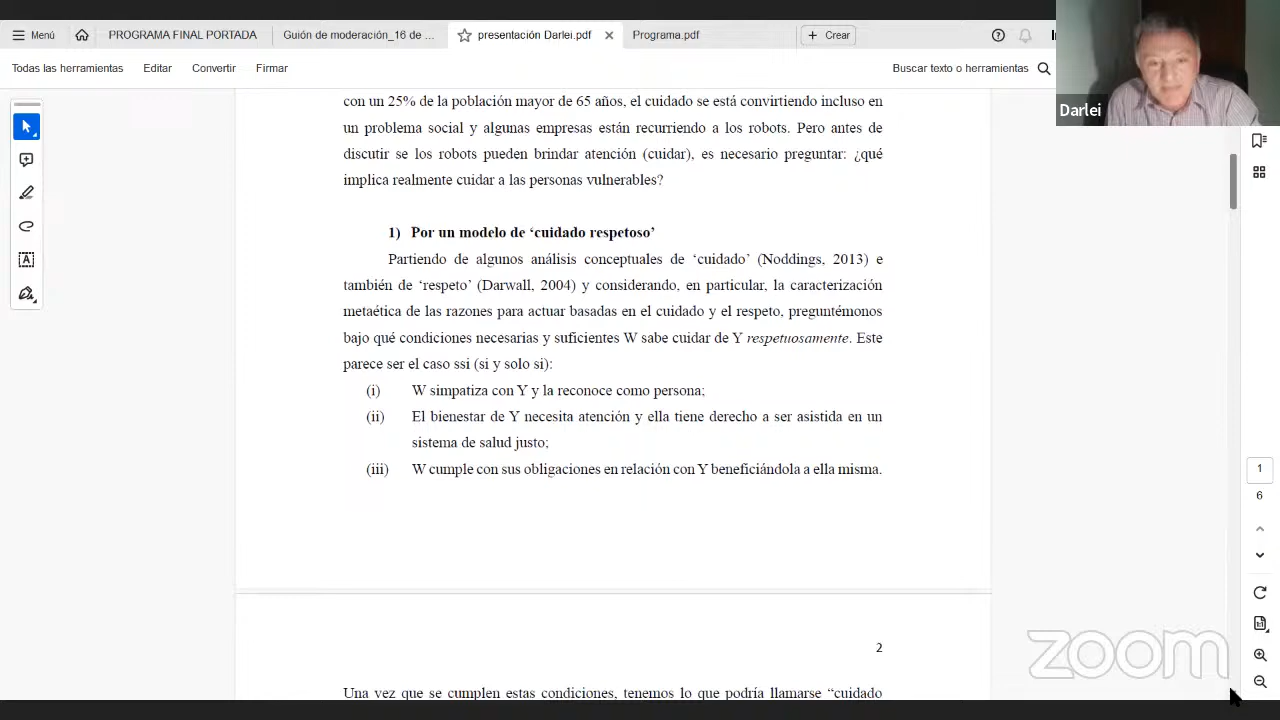 Menú
PROGRAMA FINAL PORTADA
Guión de moderación_16 de ...
presentación Darlei.pdf
Programa.pdf
Crear
Todas las herramientas
Editar
Convertir
Firmar
Buscar texto o herramientas
Darlei
con un 25% de la población mayor de 65 años, el cuidado se está convirtiendo incluso en
un problema social y algunas empresas están recurriendo a los robots. Pero antes de
discutir se los robots pueden brindar atención (cuidar), es necesario preguntar: ¿qué
implica realmente cuidar a las personas vulnerables?
1) Por un modelo de ‘cuidado respetoso’
Partiendo de algunos análisis conceptuales de ‘cuidado’ (Noddings, 2013) e
también de ‘respeto’ (Darwall, 2004) y considerando, en particular, la caracterización
metaética de las razones para actuar basadas en el cuidado y el respeto, preguntémonos
bajo qué condiciones necesarias y suficientes W sabe cuidar de Y respetuosamente. Este
parece ser el caso ssi (si y solo si):
(i) W simpatiza con Y y la reconoce como persona;
(ii) El bienestar de Y necesita atención y ella tiene derecho a ser asistida en un
sistema de salud justo;
(iii) W cumple con sus obligaciones en relación con Y beneficiándola a ella misma.
1
6
2
Una vez que se cumplen estas condiciones, tenemos lo que podría llamarse “cuidado
zoom